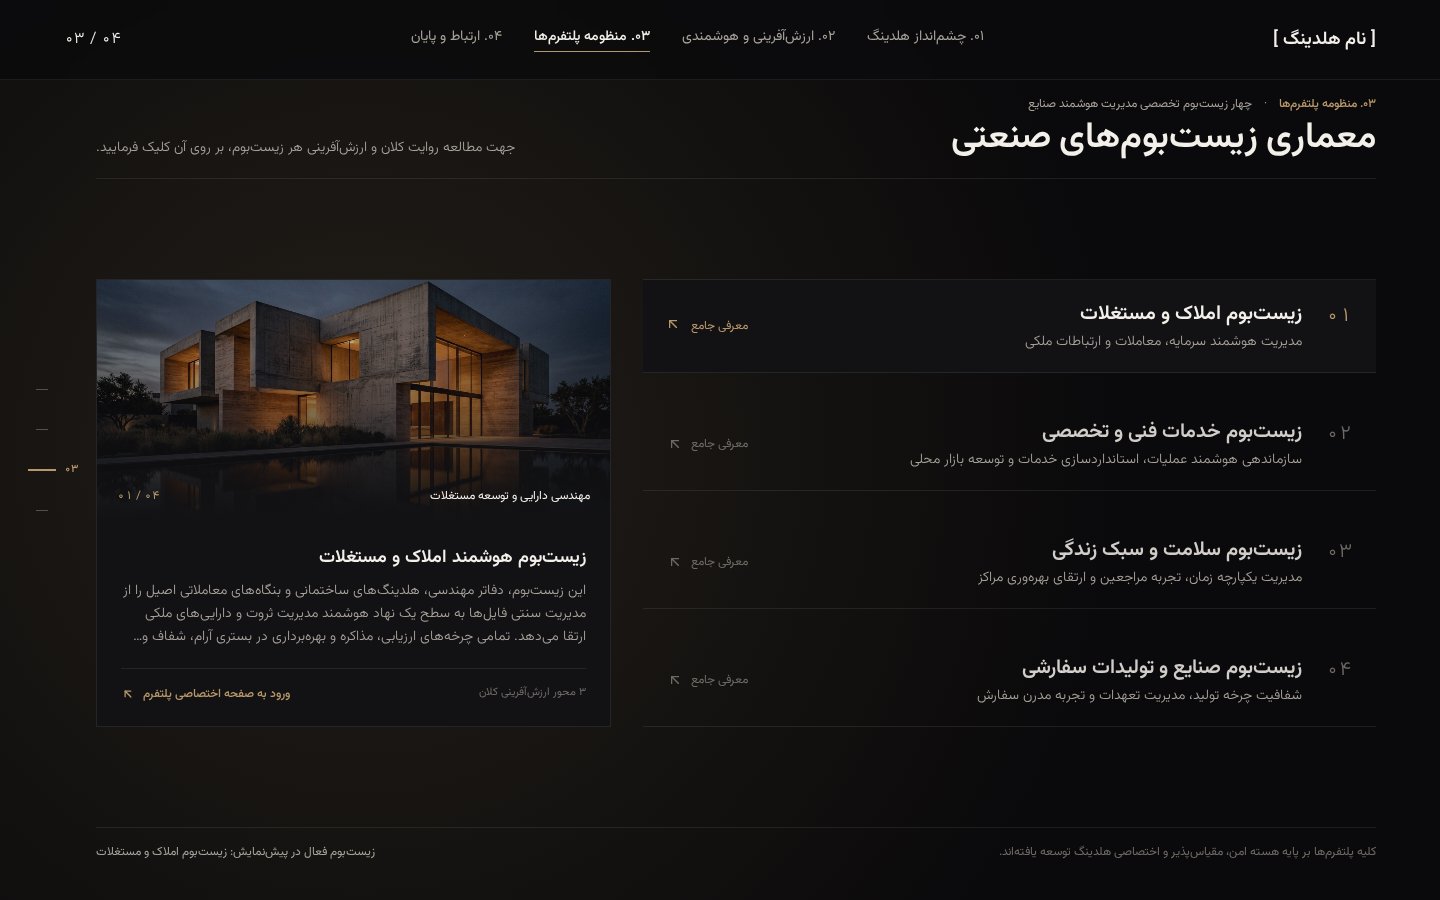 [ نام هلدینگ ]
۰۱. چشم‌انداز هلدینگ
۰۲. ارزش‌آفرینی و هوشمندی
۰۳. منظومه پلتفرم‌ها
۰۴. ارتباط و پایان
۰۳ / ۰۴
۰۳. منظومه پلتفرم‌ها · چهار زیست‌بوم تخصصی مدیریت هوشمند صنایع
معماری زیست‌بوم‌های صنعتی
جهت مطالعه روایت کلان و ارزش‌آفرینی هر زیست‌بوم، بر روی آن کلیک فرمایید.
۰۱
زیست‌بوم املاک و مستغلات
مدیریت هوشمند سرمایه، معاملات و ارتباطات ملکی
معرفی جامع
۰۲
زیست‌بوم خدمات فنی و تخصصی
سازماندهی هوشمند عملیات، استانداردسازی خدمات و توسعه بازار محلی
معرفی جامع
۰۳
زیست‌بوم سلامت و سبک زندگی
مدیریت یکپارچه زمان، تجربه مراجعین و ارتقای بهره‌وری مراکز
معرفی جامع
۰۴
زیست‌بوم صنایع و تولیدات سفارشی
شفافیت چرخه تولید، مدیریت تعهدات و تجربه مدرن سفارش
معرفی جامع
مهندسی دارایی و توسعه مستغلات
۰۱ / ۰۴
زیست‌بوم هوشمند املاک و مستغلات
این زیست‌بوم، دفاتر مهندسی، هلدینگ‌های ساختمانی و بنگاه‌های معاملاتی اصیل را از
مدیریت سنتی فایل‌ها به سطح یک نهاد هوشمند مدیریت ثروت و دارایی‌های ملکی
ارتقا می‌دهد. تمامی چرخه‌های ارزیابی، مذاکره و بهره‌برداری در بستری آرام، شفاف و...
۳ محور ارزش‌آفرینی کلان
ورود به صفحه اختصاصی پلتفرم
۰۳
کلیه پلتفرم‌ها بر پایه هسته امن، مقیاس‌پذیر و اختصاصی هلدینگ توسعه یافته‌اند.
زیست‌بوم فعال در پیش‌نمایش: زیست‌بوم املاک و مستغلات